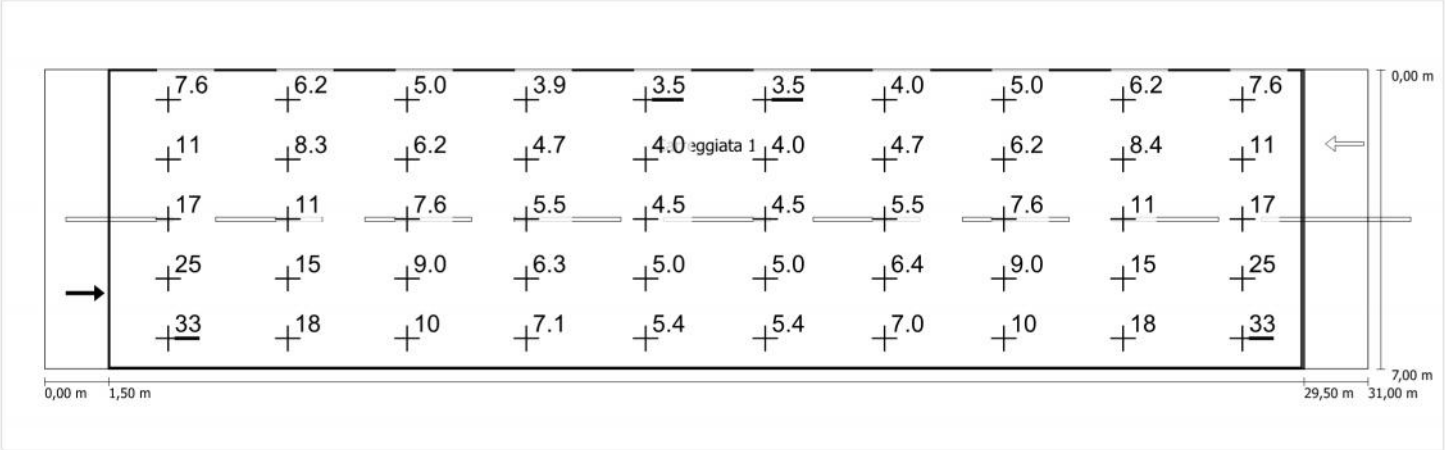 7.6 6.2 5.0 3.9 3.5 3.5 4.0 5.0 6.2 7.6
0,00 m
11 8.3 6.2 4.7 4.0 eggiata 1 4.0 4.7 6.2 8.4 11
17 11 7.6 5.5 4.5 4.5 5.5 7.6 11 17
25 15 9.0 6.3 5.0 5.0 6.4 9.0 15 25
33 18 10 7.1 5.4 5.4 7.0 10 18 33
7,00 m
0,00 m 1,50 m 29,50 m 31,00 m